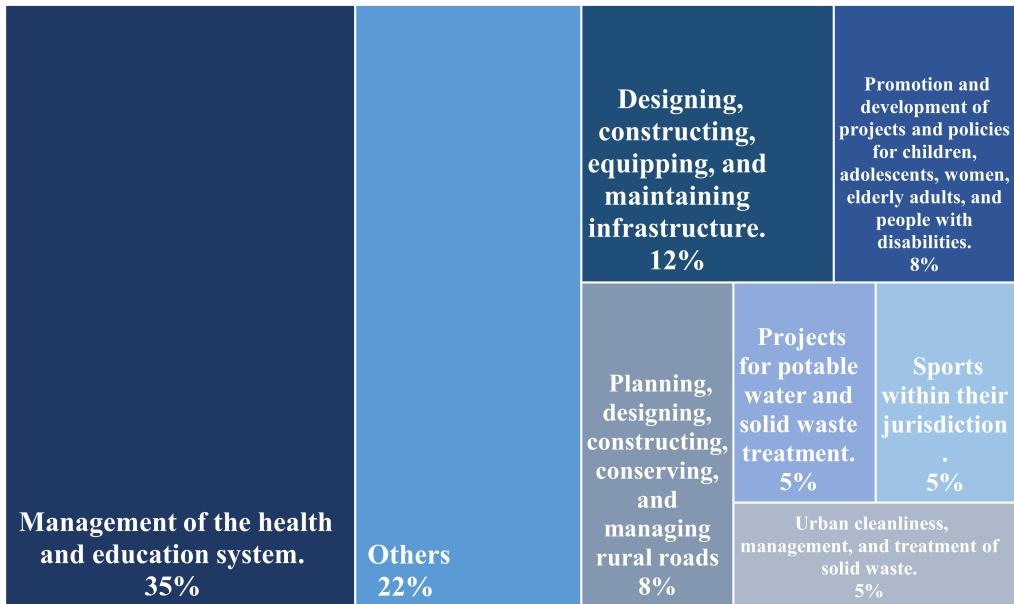 Management of the health
and education system.
35%
Others
22%
Designing,
constructing,
equipping, and
maintaining
infrastructure.
12%
Promotion and
development of
projects and policies
for children,
adolescents, women,
elderly adults, and
people with
disabilities.
8%
Planning,
designing,
constructing,
conserving,
and
managing
rural roads
8%
Projects
for potable
water and
solid waste
treatment.
5%
Sports
within their
jurisdiction
.
5%
Urban cleanliness,
management, and treatment of
solid waste.
5%